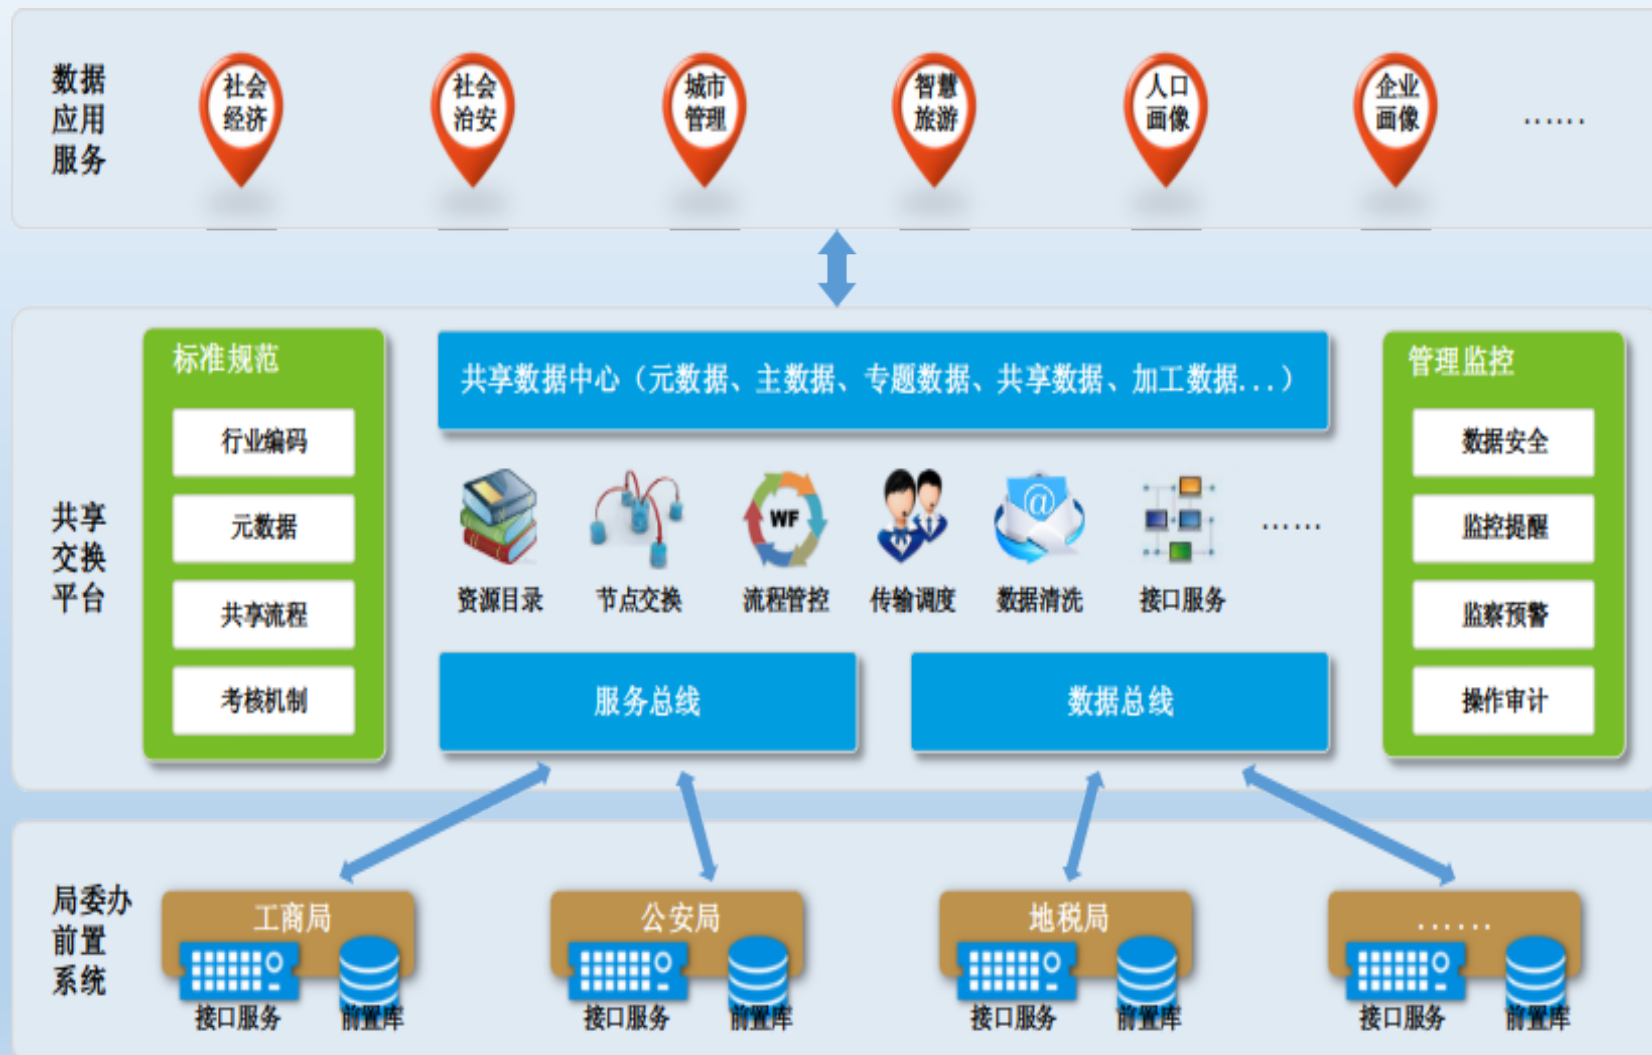 数据
应用
服务
社会
经济
社会
治安
城市
管理
智慧
旅游
人口
画像
企业
画像
......
共享
交换
平台
标准规范
行业编码
元数据
共享流程
考核机制
共享数据中心（元数据、主数据、专题数据、共享数据、加工数据...）
WF
@
资源目录
节点交换
流程管控
传输调度
数据清洗
接口服务
......
服务总线
数据总线
管理监控
数据安全
监控提醒
监察预警
操作审计
局委办
前置
系统
工商局
接口服务
前置库
公安局
接口服务
前置库
地税局
接口服务
前置库
......
接口服务
前置库